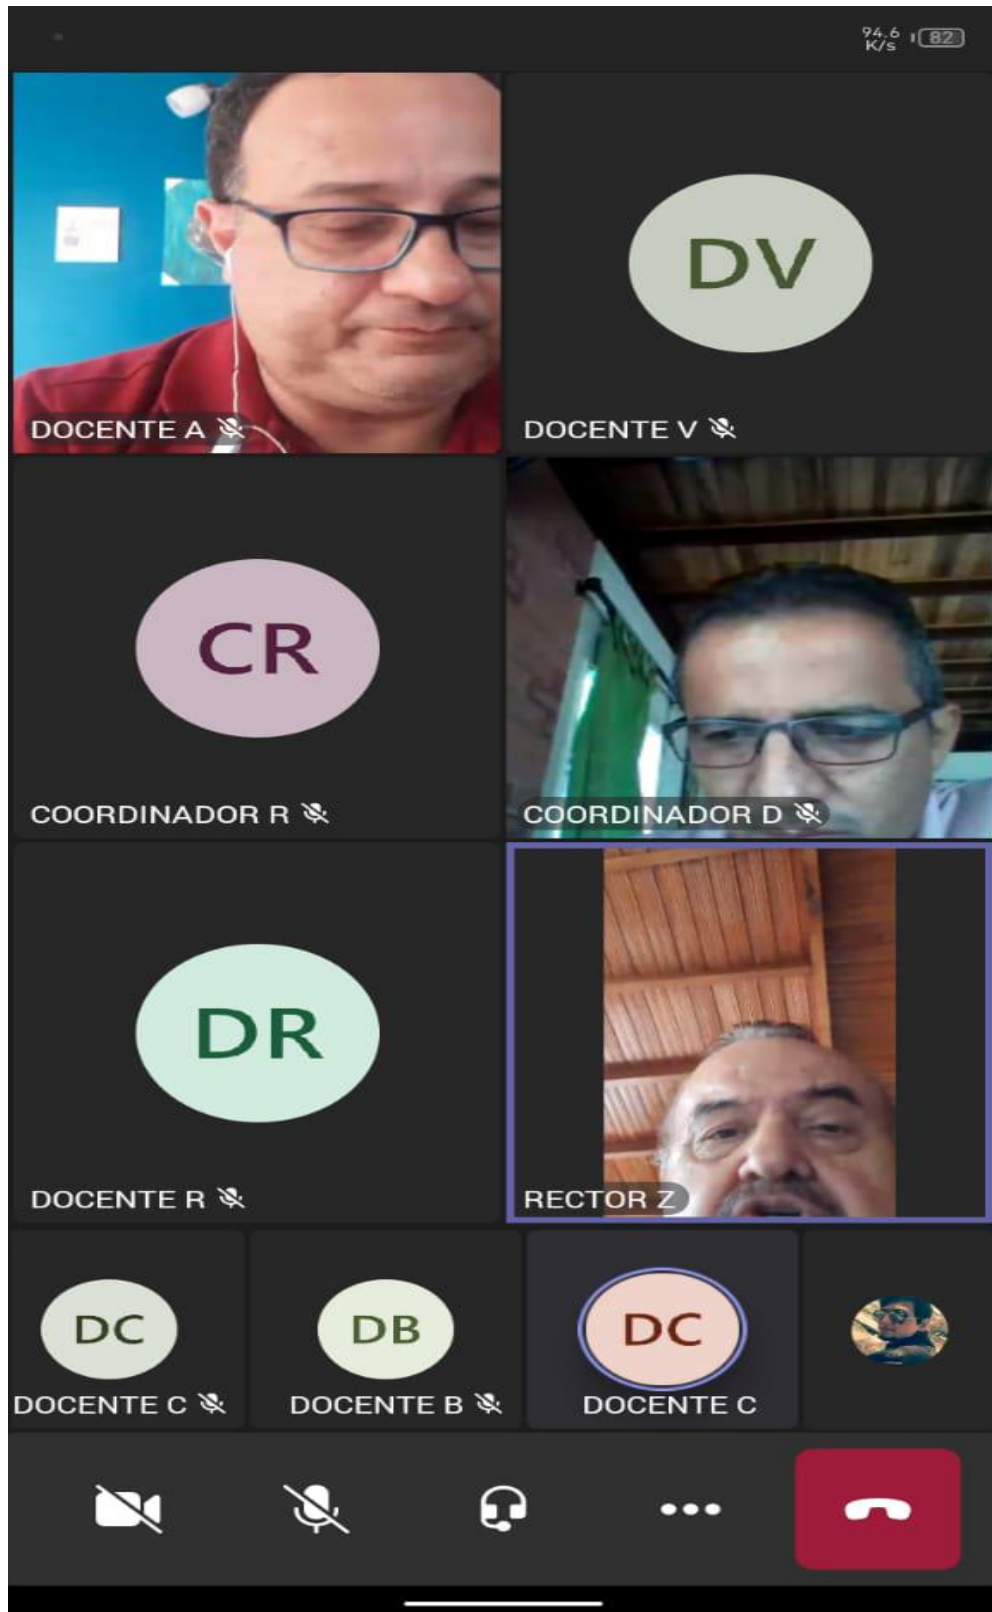 94.6
K/s 82
DV
DOCENTE A
DOCENTE V
CR
COORDINADOR R
COORDINADOR D
DR
DOCENTE R
RECTOR Z
DC
DB
DC
DOCENTE C
DOCENTE B
DOCENTE C